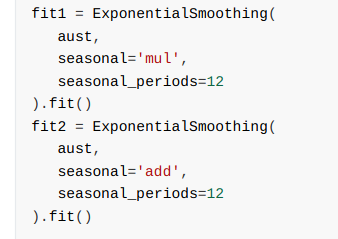 fit1 = ExponentialSmoothing(
    aust,
    seasonal='mul',
    seasonal_periods=12
).fit()
fit2 = ExponentialSmoothing(
    aust,
    seasonal='add',
    seasonal_periods=12
).fit()